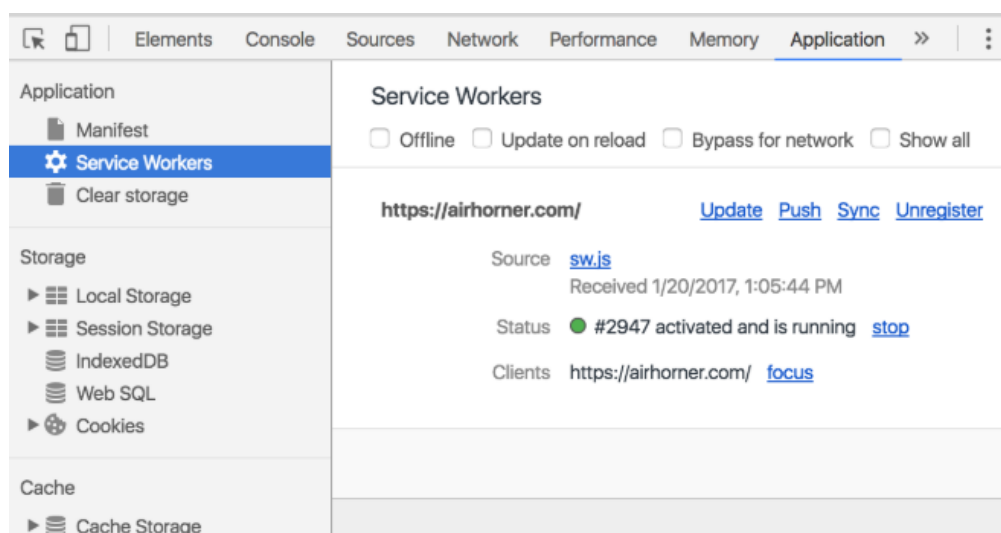 Elements Console Sources Network Performance Memory Application »
Application
Manifest
Service Workers
Clear storage
Storage
Local Storage
Session Storage
IndexedDB
Web SQL
Cookies
Cache
Cache Storage
Service Workers
Offline Update on reload Bypass for network Show all
https://airhorner.com/ Update Push Sync Unregister
Source sw.js
Received 1/20/2017, 1:05:44 PM
Status #2947 activated and is running stop
Clients https://airhorner.com/ focus